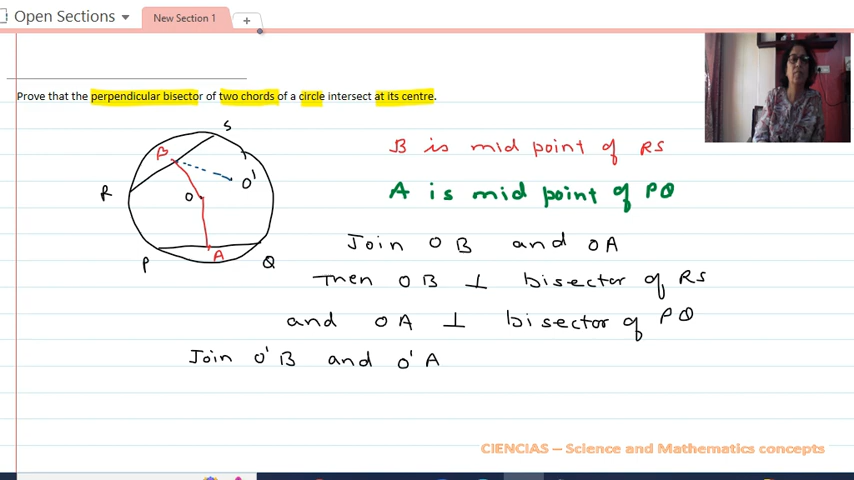 Open Sections
New Section 1
+
Prove that the perpendicular bisector of two chords of a circle intersect at its centre.
S
B
R
O'
O
A
P
Q
B is mid point of RS
A is mid point of PQ
Join OB and OA
Then OB ⊥ bisector of RS
and OA ⊥ bisector of PQ
Join O'B and O'A
CIENCIAS – Science and Mathematics concepts